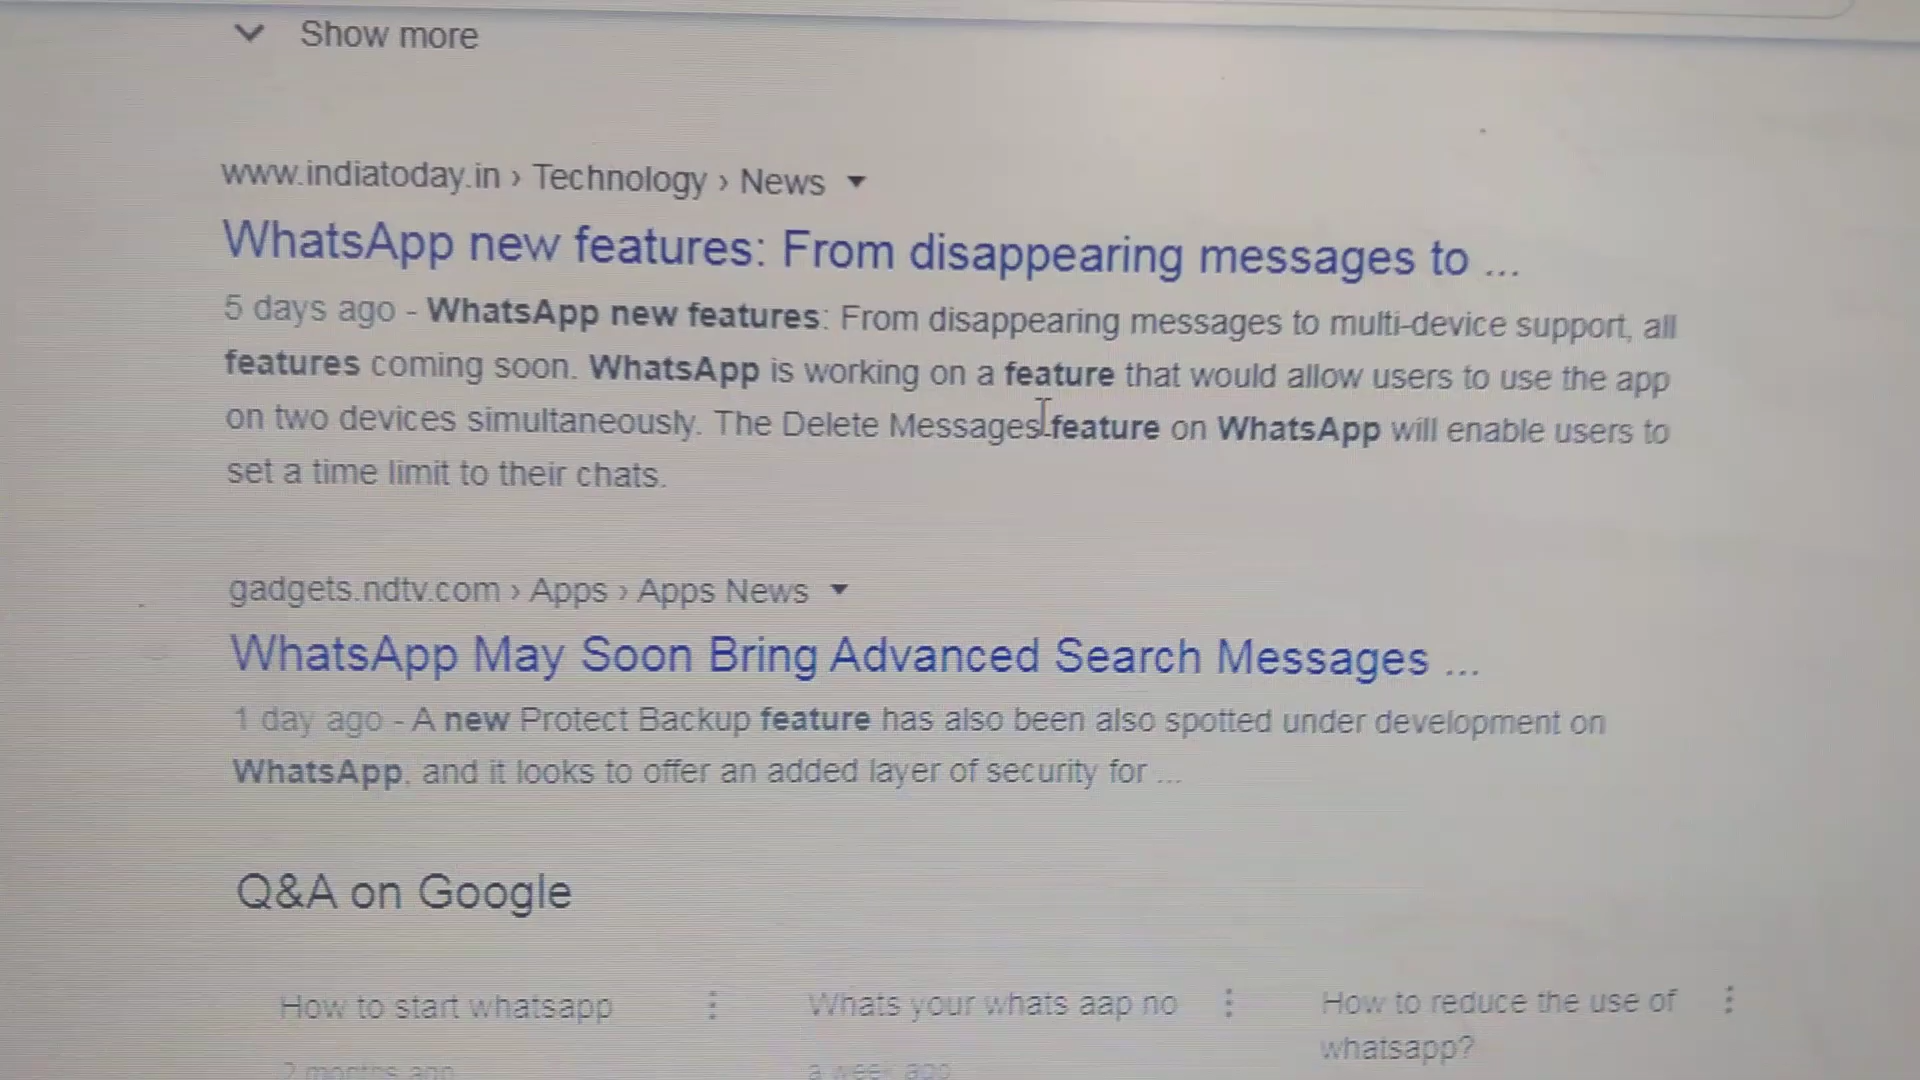 Show more
www.indiatoday.in › Technology › News
WhatsApp new features: From disappearing messages to ...
5 days ago - WhatsApp new features: From disappearing messages to multi-device support, all
features coming soon. WhatsApp is working on a feature that would allow users to use the app
on two devices simultaneously. The Delete Messages feature on WhatsApp will enable users to
set a time limit to their chats.
gadgets.ndtv.com › Apps › Apps News
WhatsApp May Soon Bring Advanced Search Messages ...
1 day ago - A new Protect Backup feature has also been also spotted under development on
WhatsApp, and it looks to offer an added layer of security for ...
Q&A on Google
How to start whatsapp
Whats your whats aap no
How to reduce the use of
whatsapp?
2 months ago
a week ago